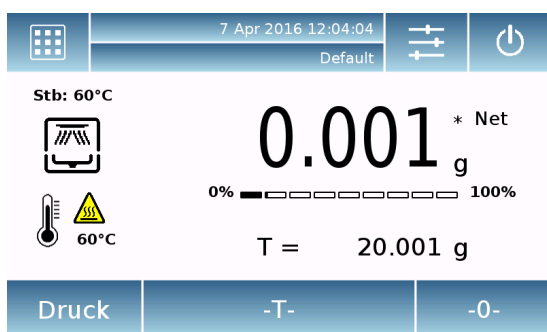 7 Apr 2016 12:04:04
Default
Stb: 60°C
0.001 * Net
g
0% 100%
60°C
T = 20.001 g
Druck -T- -0-